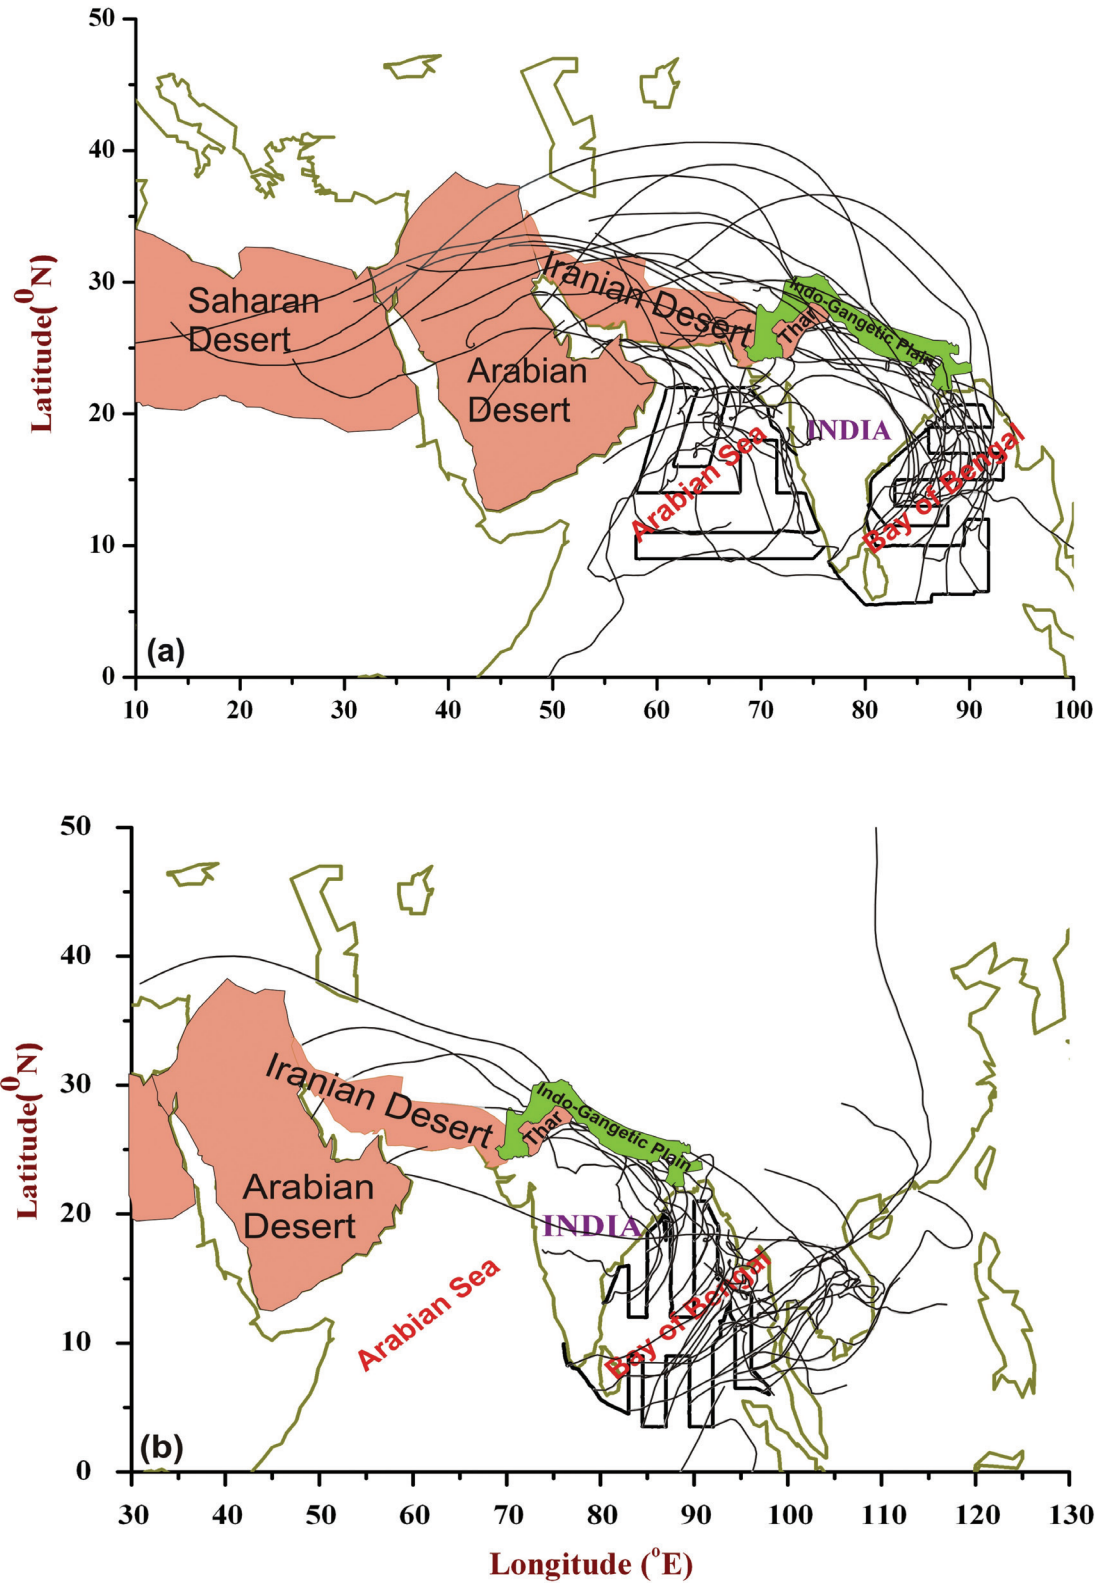 50
40
30
20
10
0
Latitude(⁰N)
Saharan
Desert
Arabian
Desert
Iranian Desert
Thar
Indo-Gangetic Plain
INDIA
Arabian Sea
Bay of Bengal
(a)
10 20 30 40 50 60 70 80 90 100
50
40
30
20
10
0
Latitude(⁰N)
Iranian Desert
Arabian
Desert
Thar
Indo-Gangetic Plain
INDIA
Arabian Sea
Bay of Bengal
(b)
30 40 50 60 70 80 90 100 110 120 130
Longitude (°E)